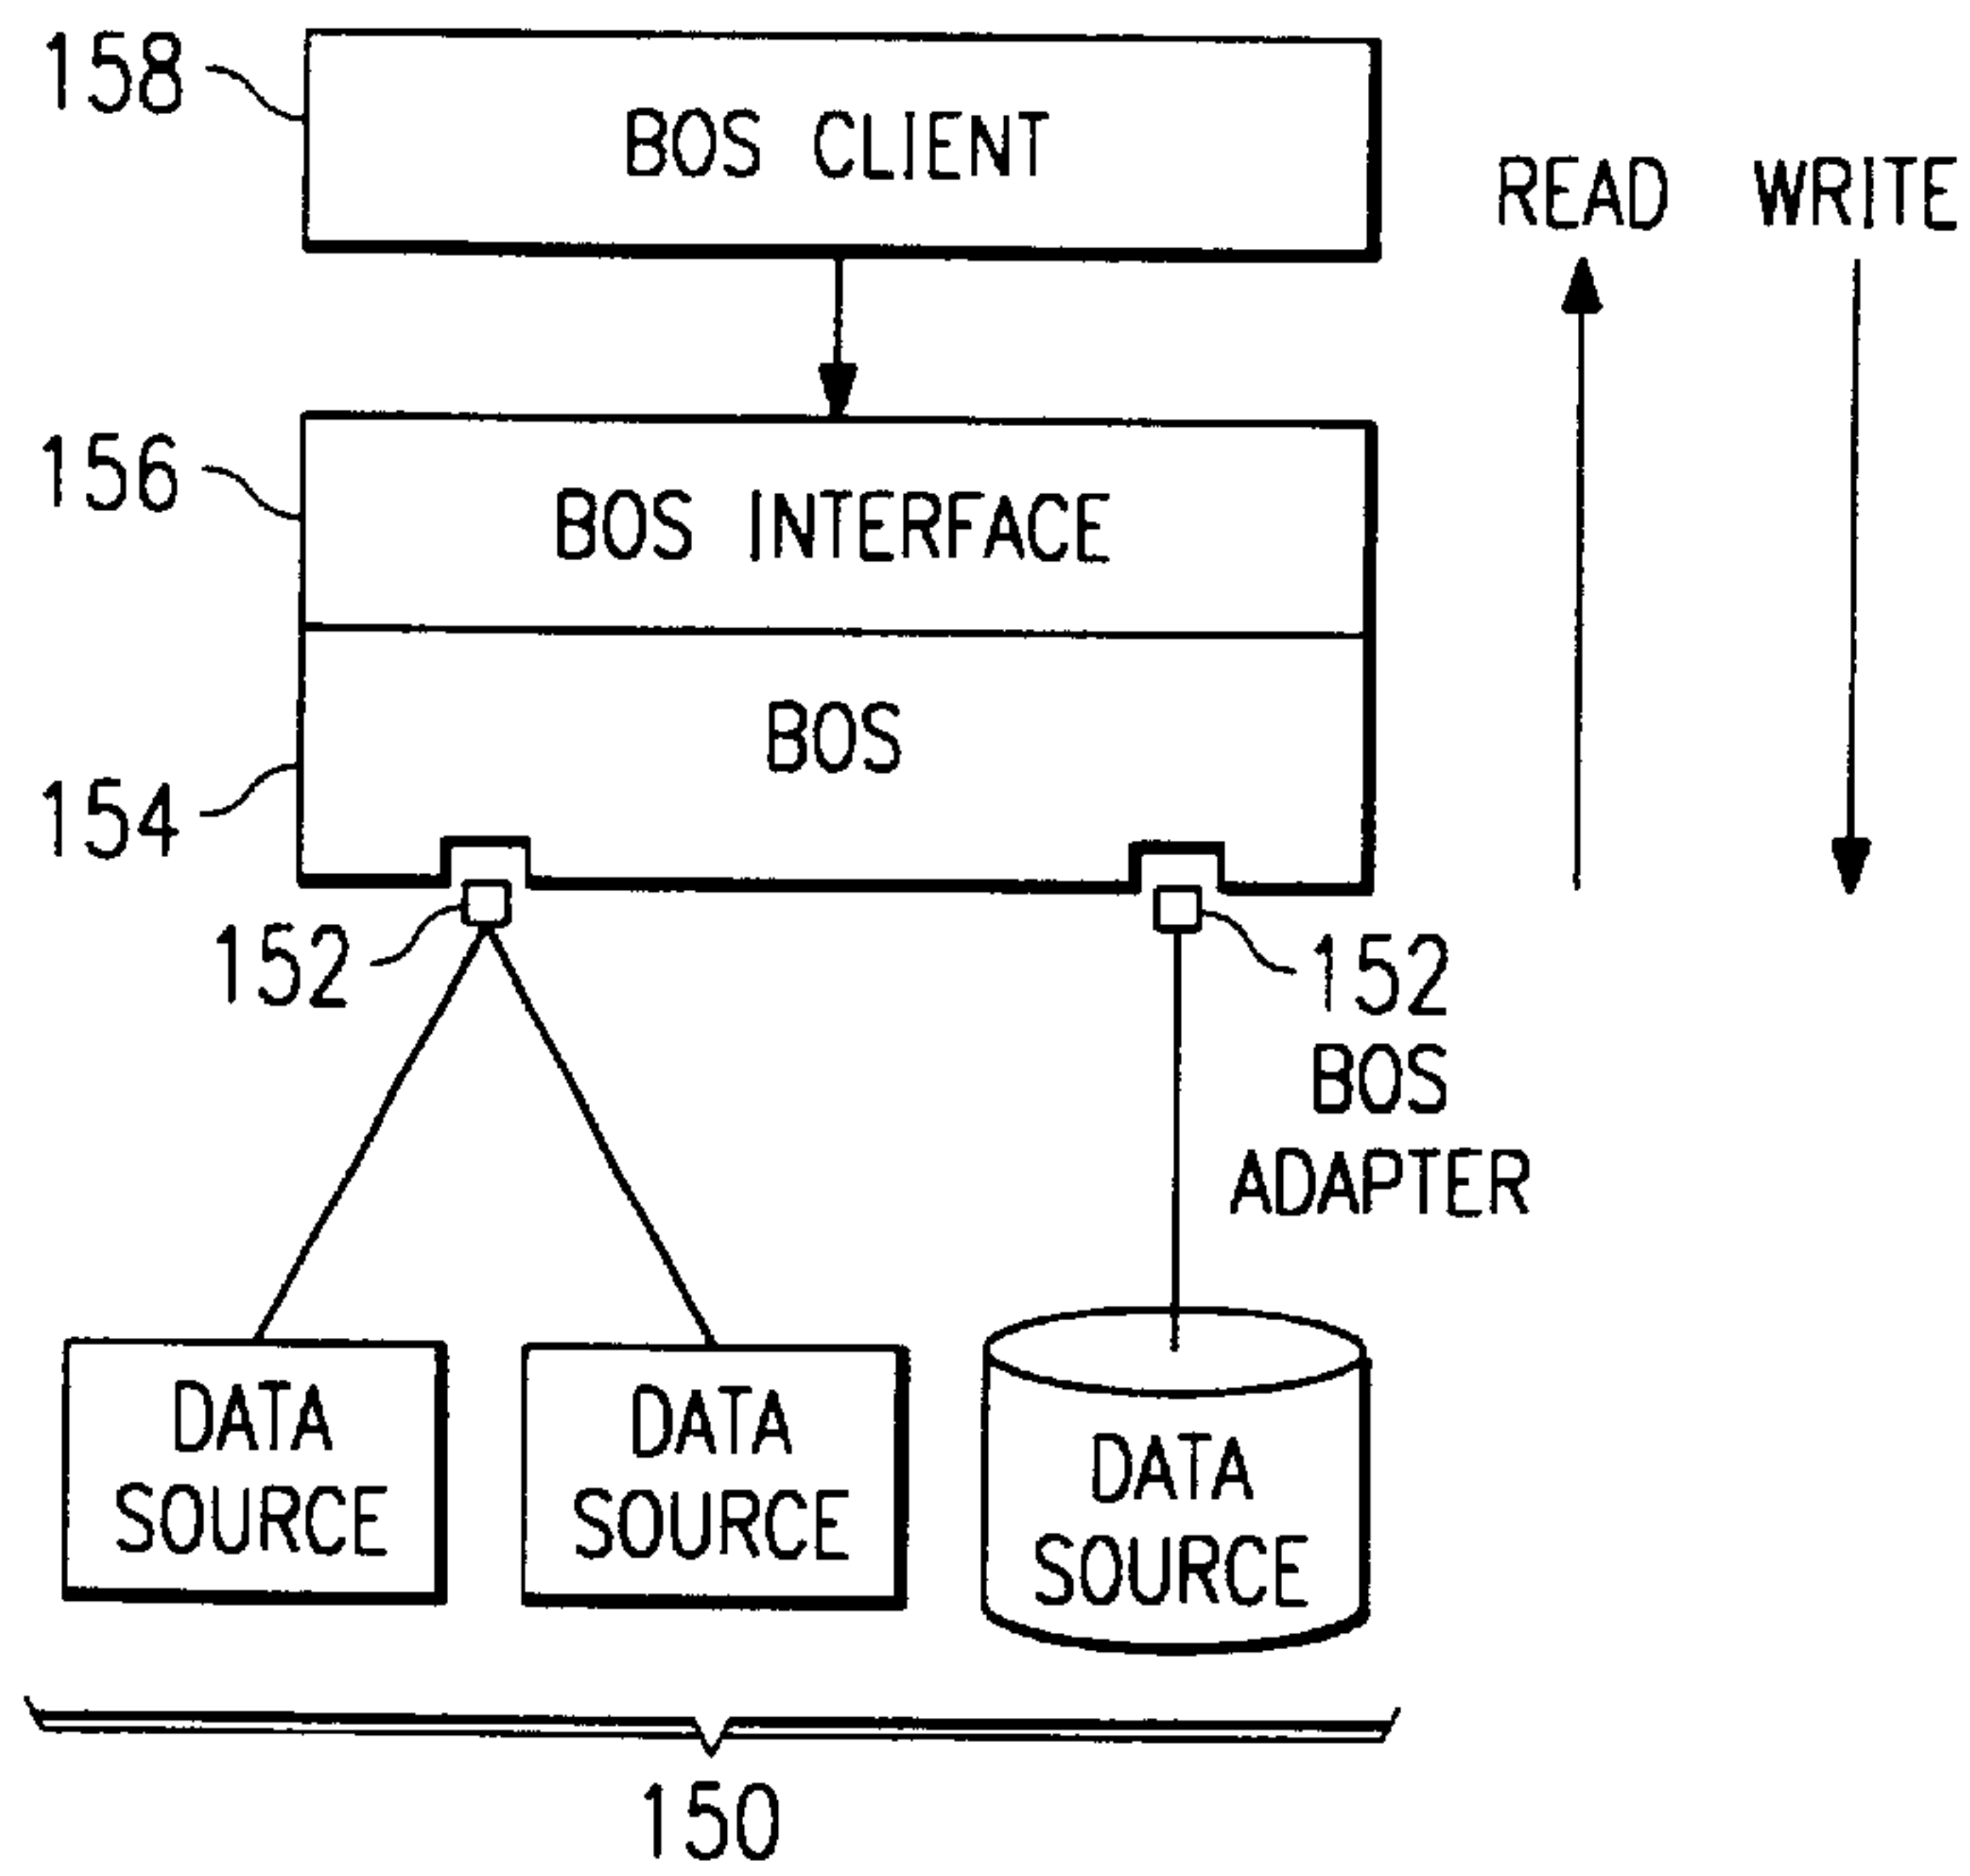 158
BOS CLIENT
READ WRITE
156
BOS INTERFACE
BOS
154
152
152
BOS
ADAPTER
DATA
SOURCE
DATA
SOURCE
DATA
SOURCE
150